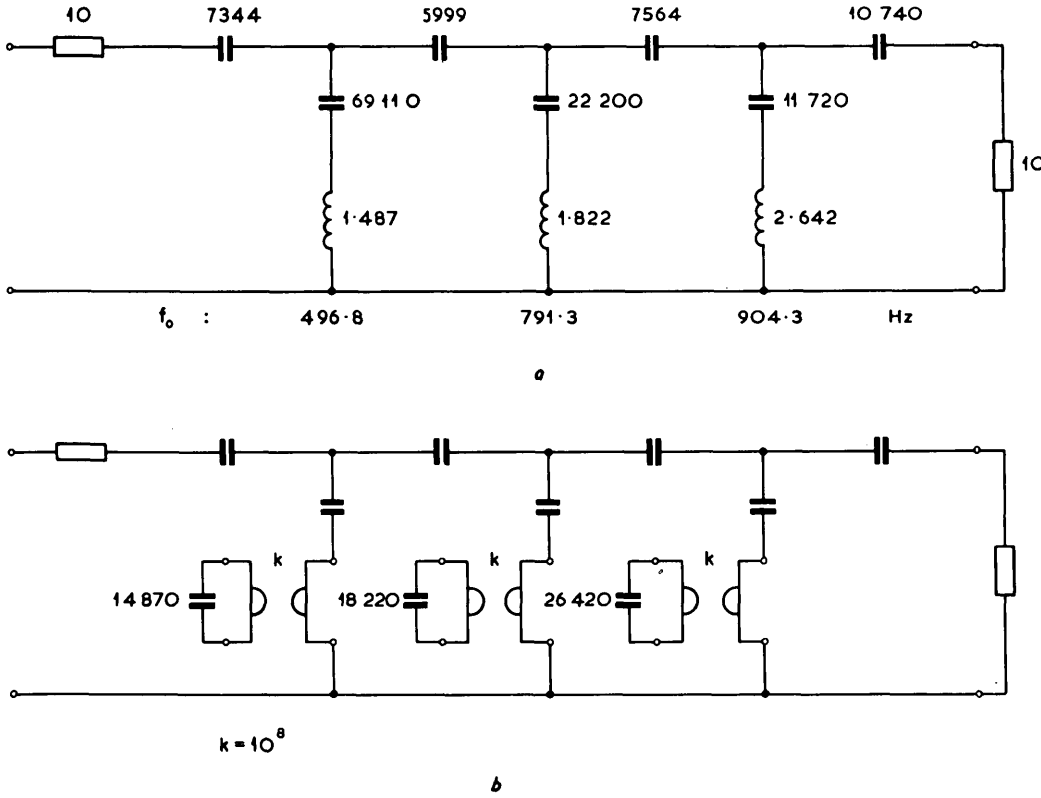 10 7344 5999 7564 10 740
69 110 22 200 11 720
10
1·487 1·822 2·642
f₀ : 496·8 791·3 904·3 Hz
a
k k k
14 870 18 220 26 420
k = 10⁸
b